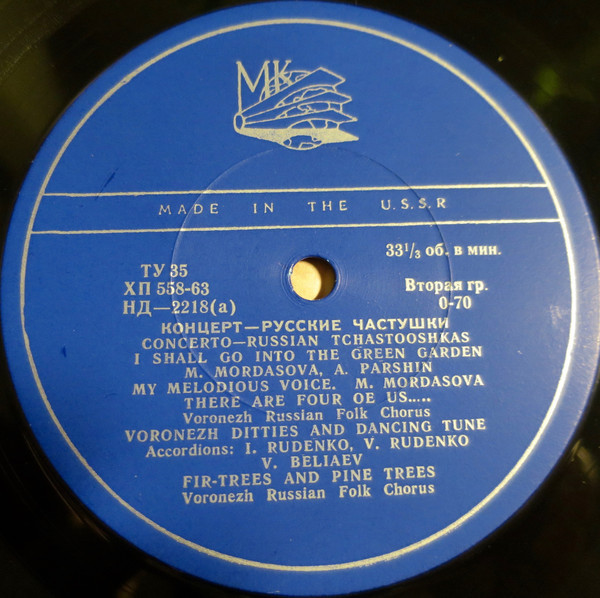 МК
MADE IN THE U.S.S.R
33⅓ об. в мин.
ТУ 35
ХП 558-63
Вторая гр.
НД—2218(а)
0-70
КОНЦЕРТ—РУССКИЕ ЧАСТУШКИ
CONCERTO—RUSSIAN TCHASTOOSHKAS
I SHALL GO INTO THE GREEN GARDEN
M. MORDASOVA, A. PARSHIN
MY MELODIOUS VOICE. M. MORDASOVA
THERE ARE FOUR OE US.....
Voronezh Russian Folk Chorus
VORONEZH DITTIES AND DANCING TUNE
Accordions: I. RUDENKO, V. RUDENKO
V. BELIAEV
FIR-TREES AND PINE TREES
Voronezh Russian Folk Chorus